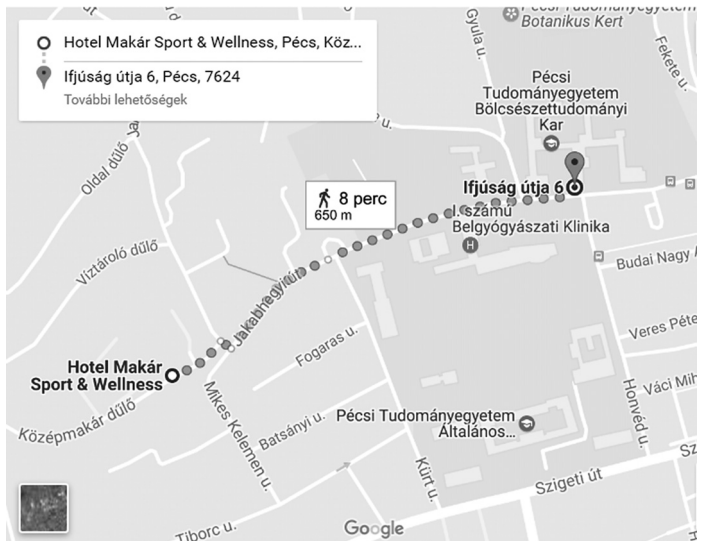 Hotel Makár Sport & Wellness, Pécs, Köz...
Ifjúság útja 6, Pécs, 7624
További lehetőségek
Pécsi Tudományegyetem
Botanikus Kert
Gyula u.
Fekete u.
Pécsi
Tudományegyetem
Bölcsészettudományi
Kar
u.
Oldal dűlő
8 perc
650 m
Ifjúság útja 6
I. számú
Belgyógyászati Klinika
H
Víztároló dűlő
Budai Nagy A
Jakabhegyi út
Fogaras u.
Veres Péte
Hotel Makár
Sport & Wellness
Váci Mih
Középmakár dűlő
Mikes Kelemen u.
Batsányi u.
Pécsi Tudományegyetem
Általános...
Honvéd u.
Kürt u.
Szigeti út
Sz
Tiborc u.
Google